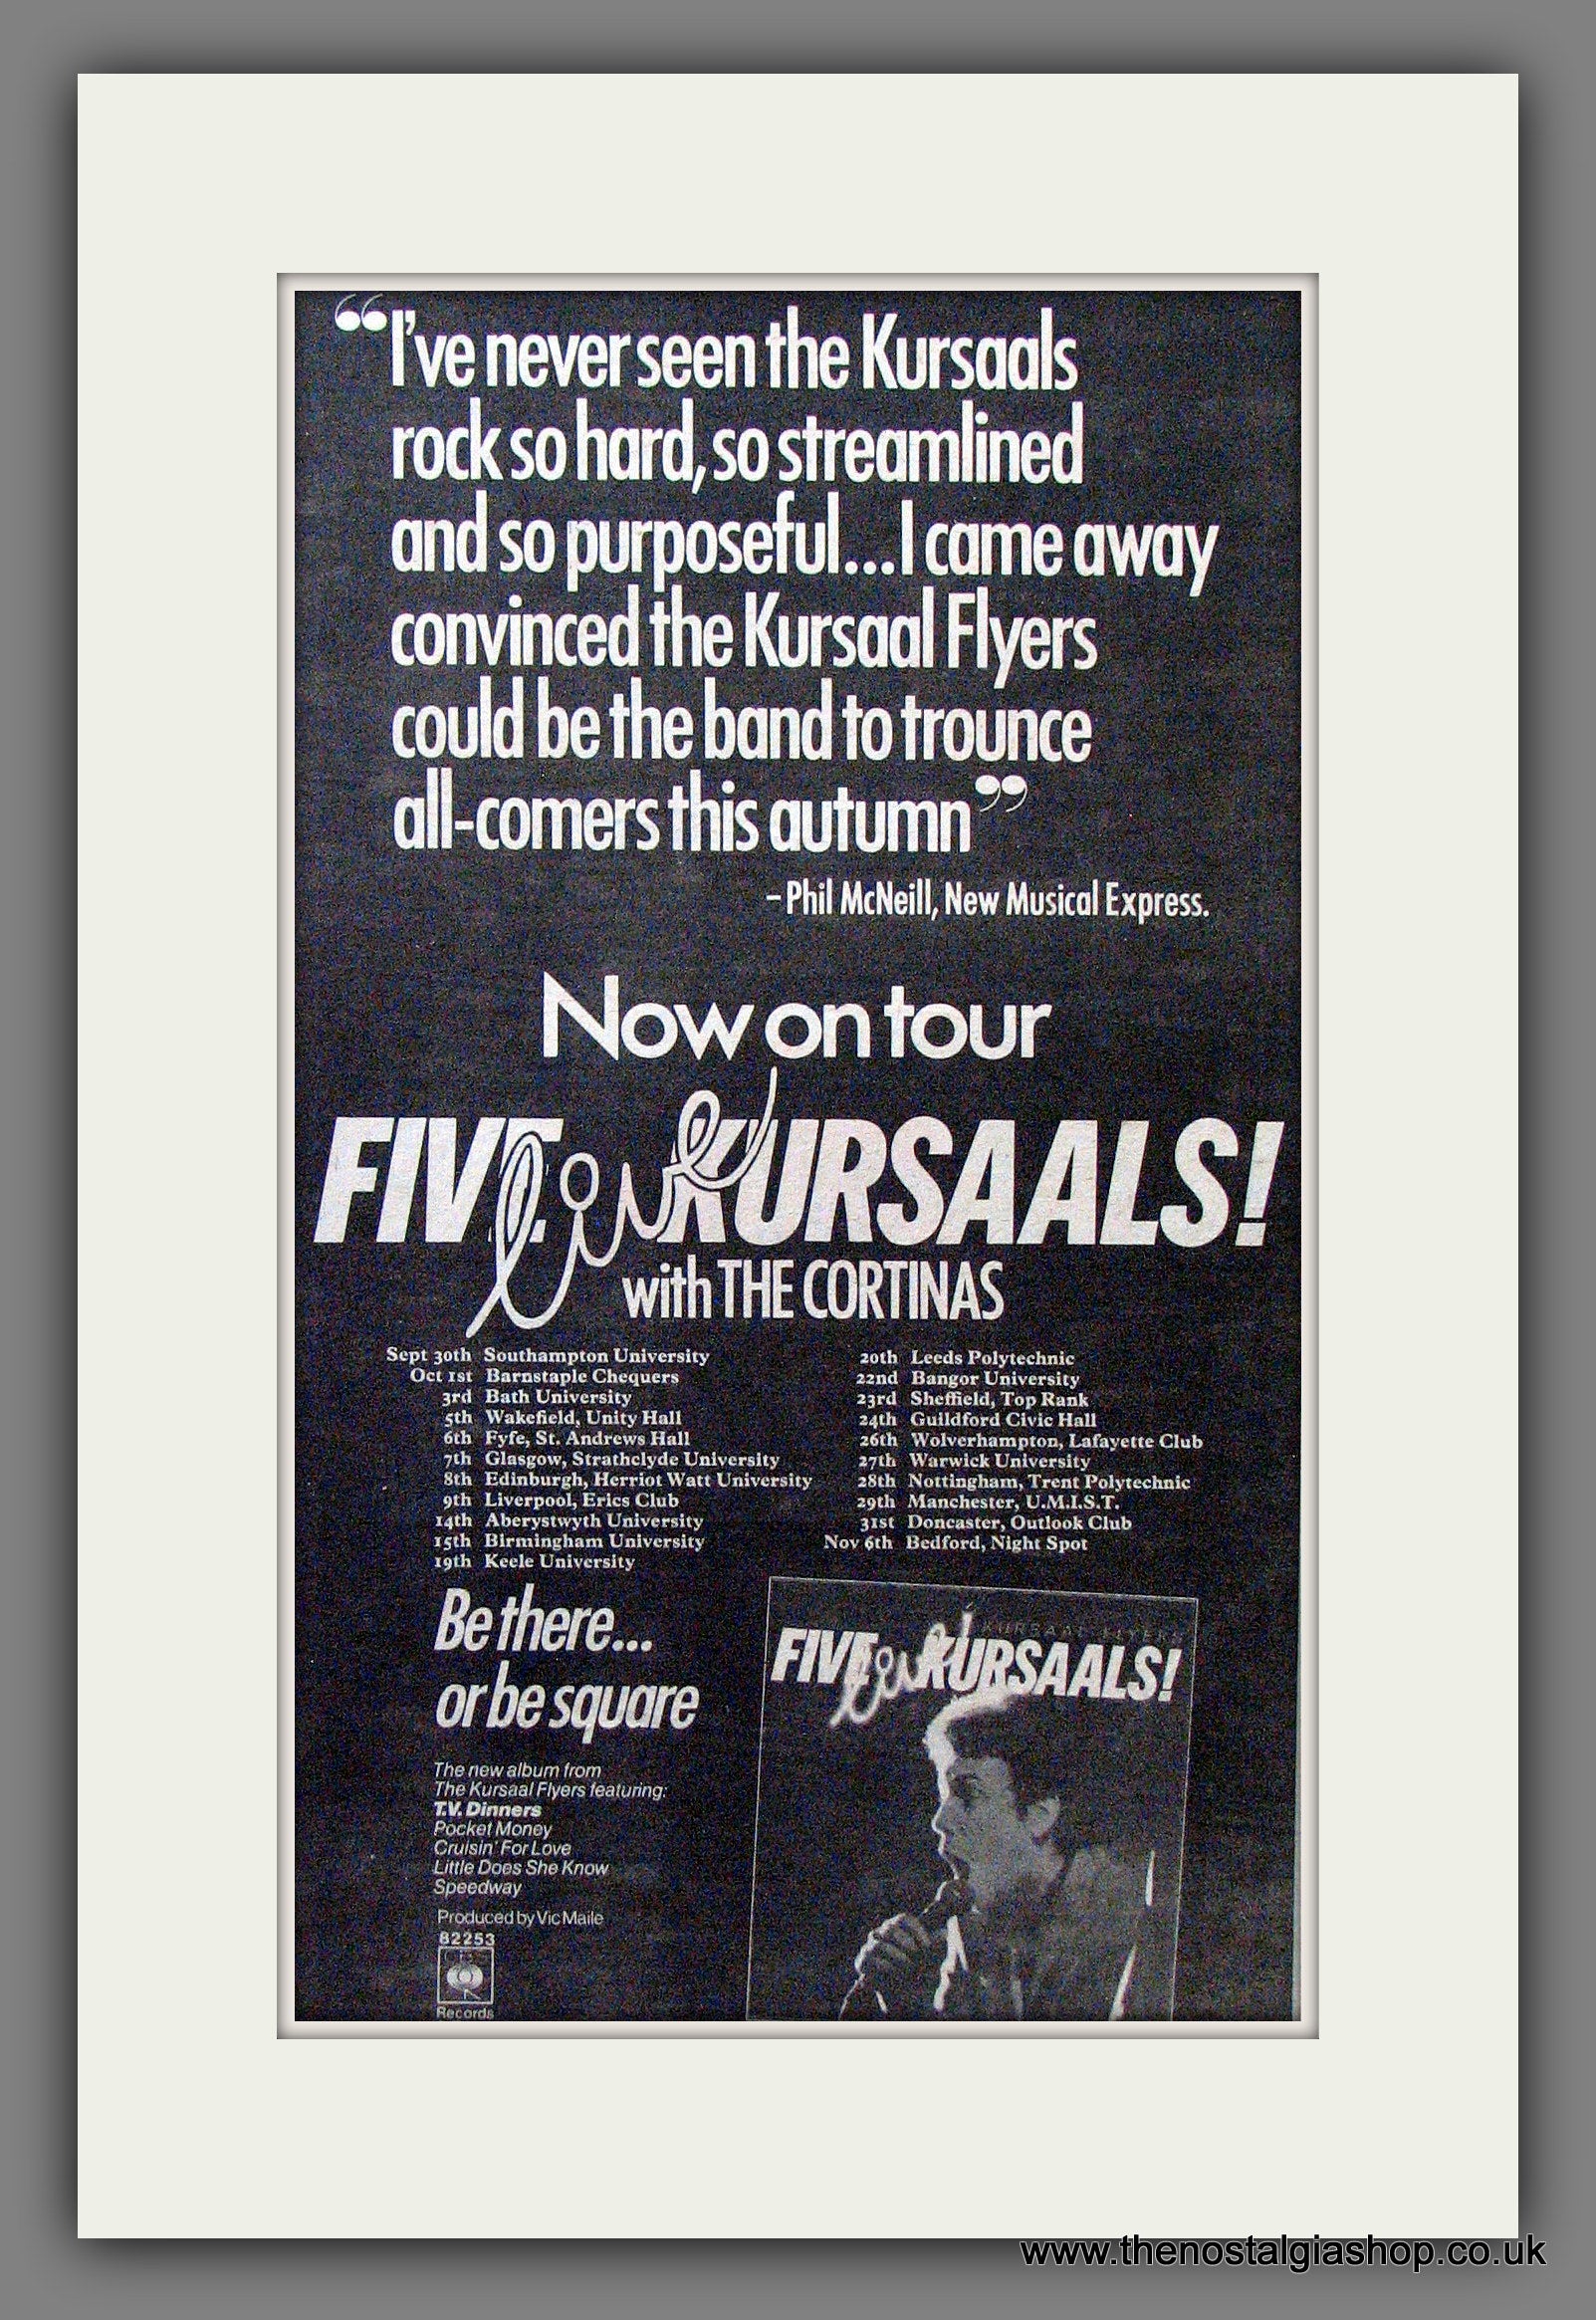 “I've never seen the Kursaals
rock so hard, so streamlined
and so purposeful...I came away
convinced the Kursaal Flyers
could be the band to trounce
all-comers this autumn”
– Phil McNeill, New Musical Express.
Now on tour
FIVE live KURSAALS!
with THE CORTINAS
Sept 30th Southampton University
Oct 1st Barnstaple Chequers
3rd Bath University
5th Wakefield, Unity Hall
6th Fyfe, St. Andrews Hall
7th Glasgow, Strathclyde University
8th Edinburgh, Herriot Watt University
9th Liverpool, Erics Club
14th Aberystwyth University
15th Birmingham University
19th Keele University
20th Leeds Polytechnic
22nd Bangor University
23rd Sheffield, Top Rank
24th Guildford Civic Hall
26th Wolverhampton, Lafayette Club
27th Warwick University
28th Nottingham, Trent Polytechnic
29th Manchester, U.M.I.S.T.
31st Doncaster, Outlook Club
Nov 6th Bedford, Night Spot
Be there...
or be square
The new album from
The Kursaal Flyers featuring:
T.V. Dinners
Pocket Money
Cruisin' For Love
Little Does She Know
Speedway
Produced by Vic Maile
82253
CBS
Records
KURSAAL FLYERS
FIVE live KURSAALS!
www.thenostalgiashop.co.uk